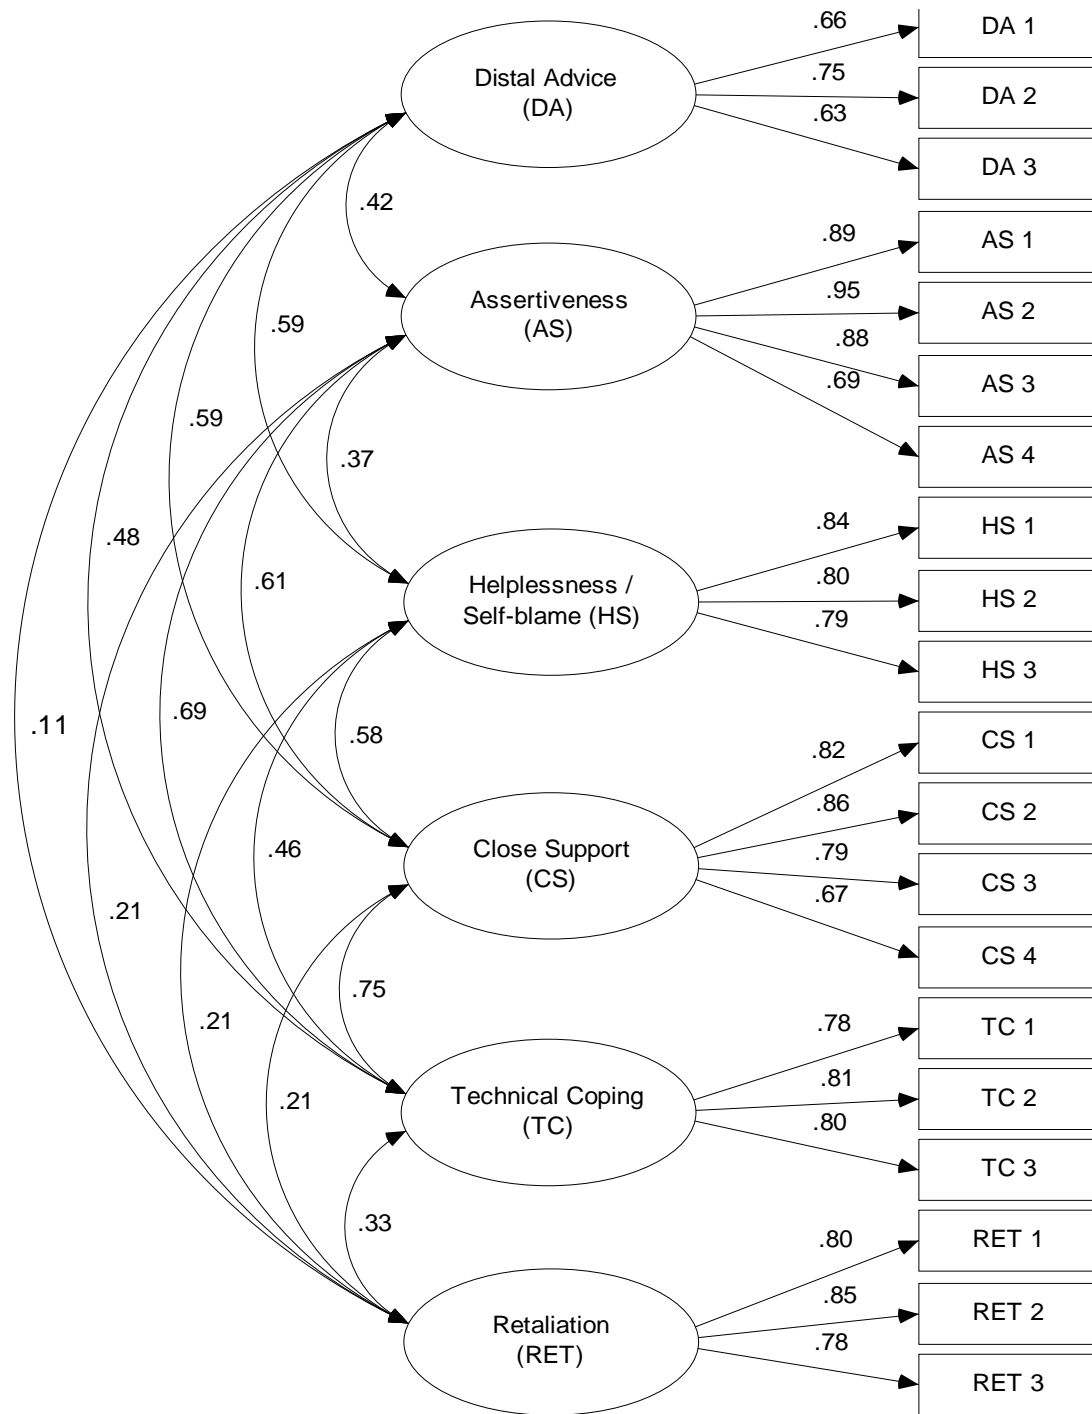 .66
DA 1
Distal Advice
(DA)
.75
DA 2
.63
DA 3
.42
.89
AS 1
Assertiveness
(AS)
.95
AS 2
.59
.88
AS 3
.69
.59
.37
AS 4
.84
HS 1
.48
.61
Helplessness /
Self-blame (HS)
.80
HS 2
.79
HS 3
.11
.69
.58
.82
CS 1
.86
CS 2
.46
Close Support
(CS)
.79
CS 3
.67
.21
CS 4
.75
.21
.78
TC 1
.21
Technical Coping
(TC)
.81
TC 2
.80
TC 3
.33
.80
RET 1
.85
RET 2
Retaliation
(RET)
.78
RET 3